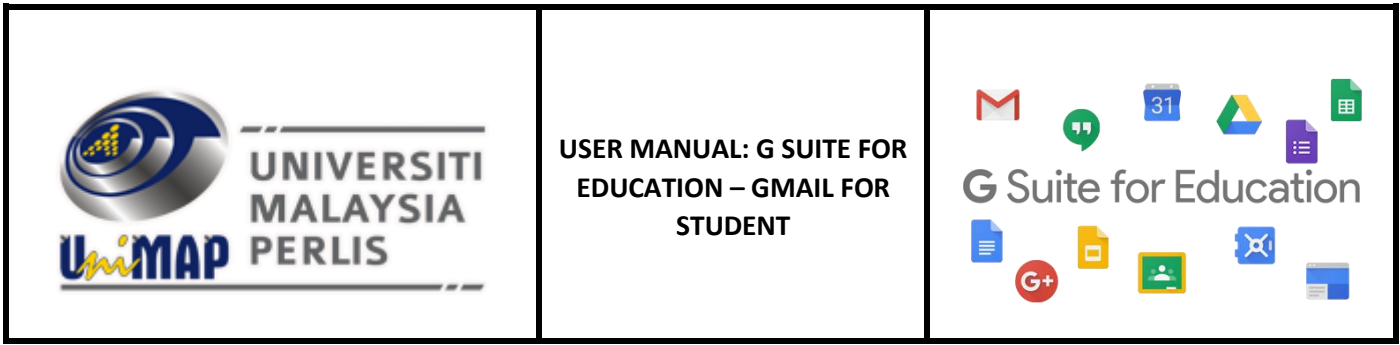 UNIVERSITI
MALAYSIA
PERLIS
UniMAP
USER MANUAL: G SUITE FOR
EDUCATION – GMAIL FOR
STUDENT
31
G Suite for Education
G+